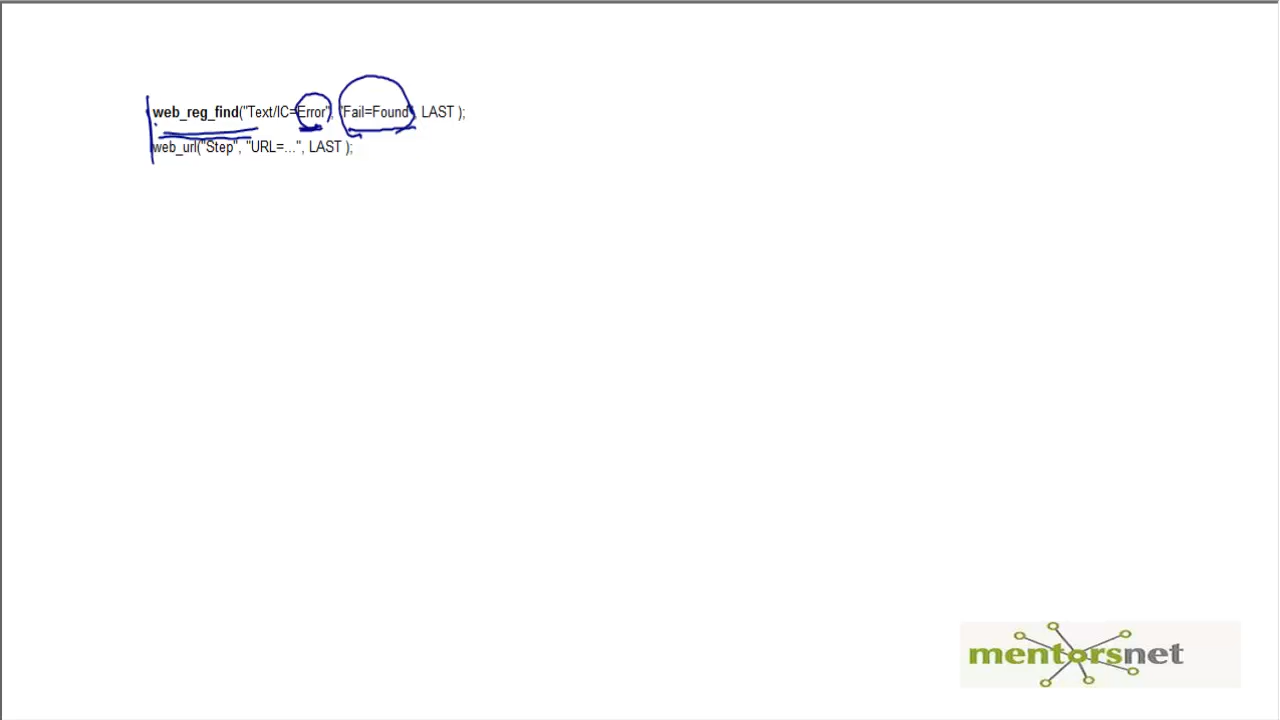 web_reg_find("Text/IC=Error", "Fail=Found", LAST );
web_url("Step", "URL=...", LAST );
mentorsnet